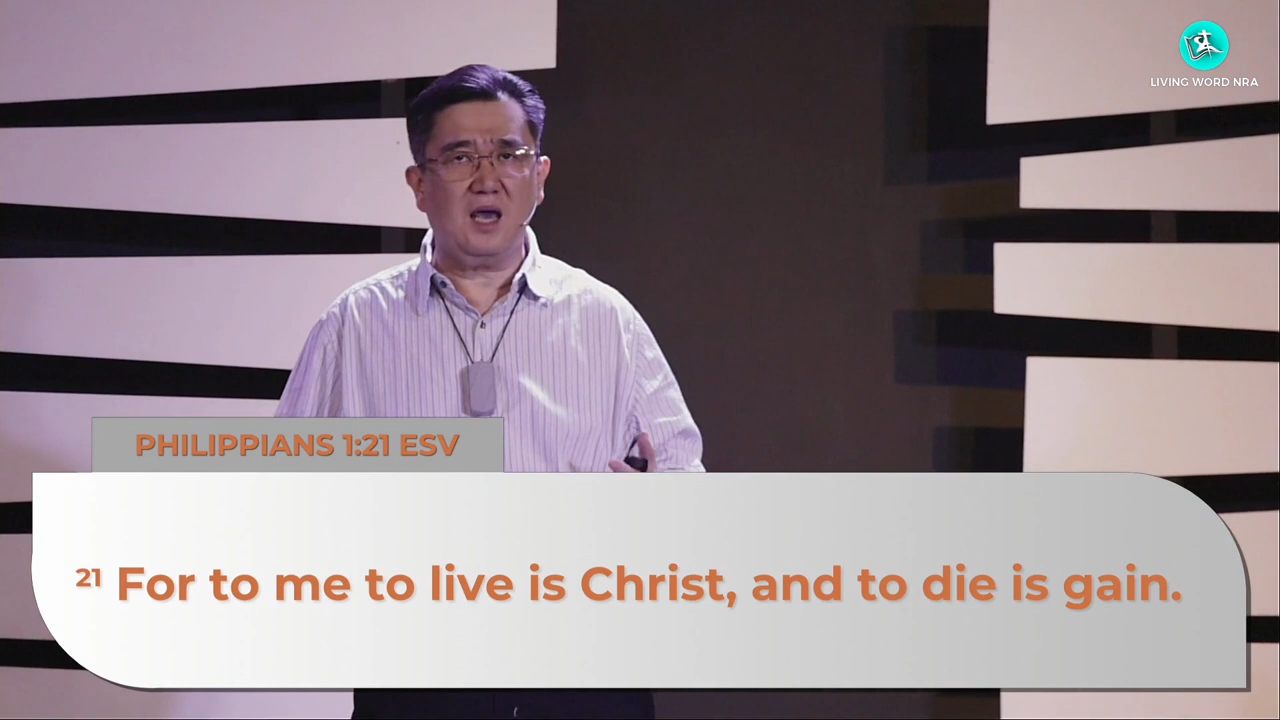 LIVING WORD NRA
PHILIPPIANS 1:21 ESV
21 For to me to live is Christ, and to die is gain.